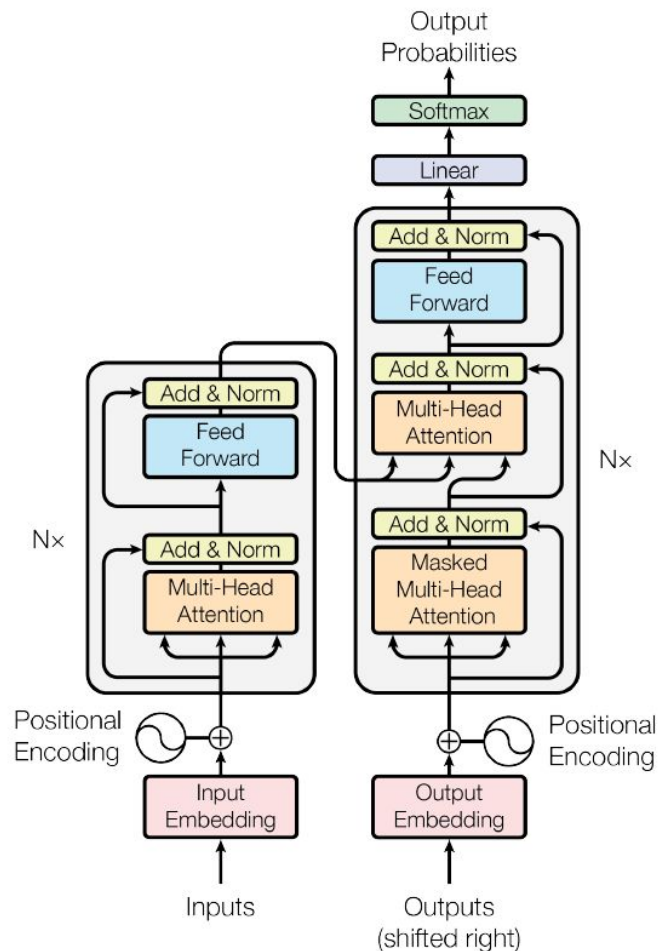 Output
Probabilities
Softmax
Linear
Add & Norm
Feed
Forward
Add & Norm
Multi-Head
Attention
Nx
Add & Norm
Masked
Multi-Head
Attention
Add & Norm
Feed
Forward
Nx
Add & Norm
Multi-Head
Attention
Positional
Encoding
Positional
Encoding
Input
Embedding
Output
Embedding
Inputs
Outputs
(shifted right)